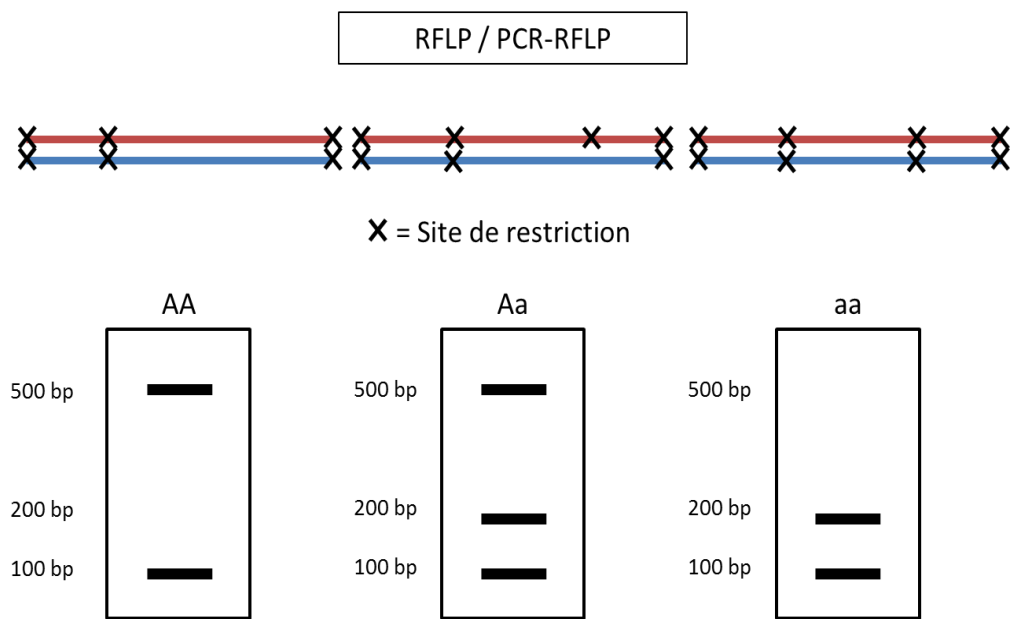 RFLP / PCR-RFLP
X = Site de restriction
AA
Aa
aa
500 bp
500 bp
500 bp
200 bp
200 bp
200 bp
100 bp
100 bp
100 bp